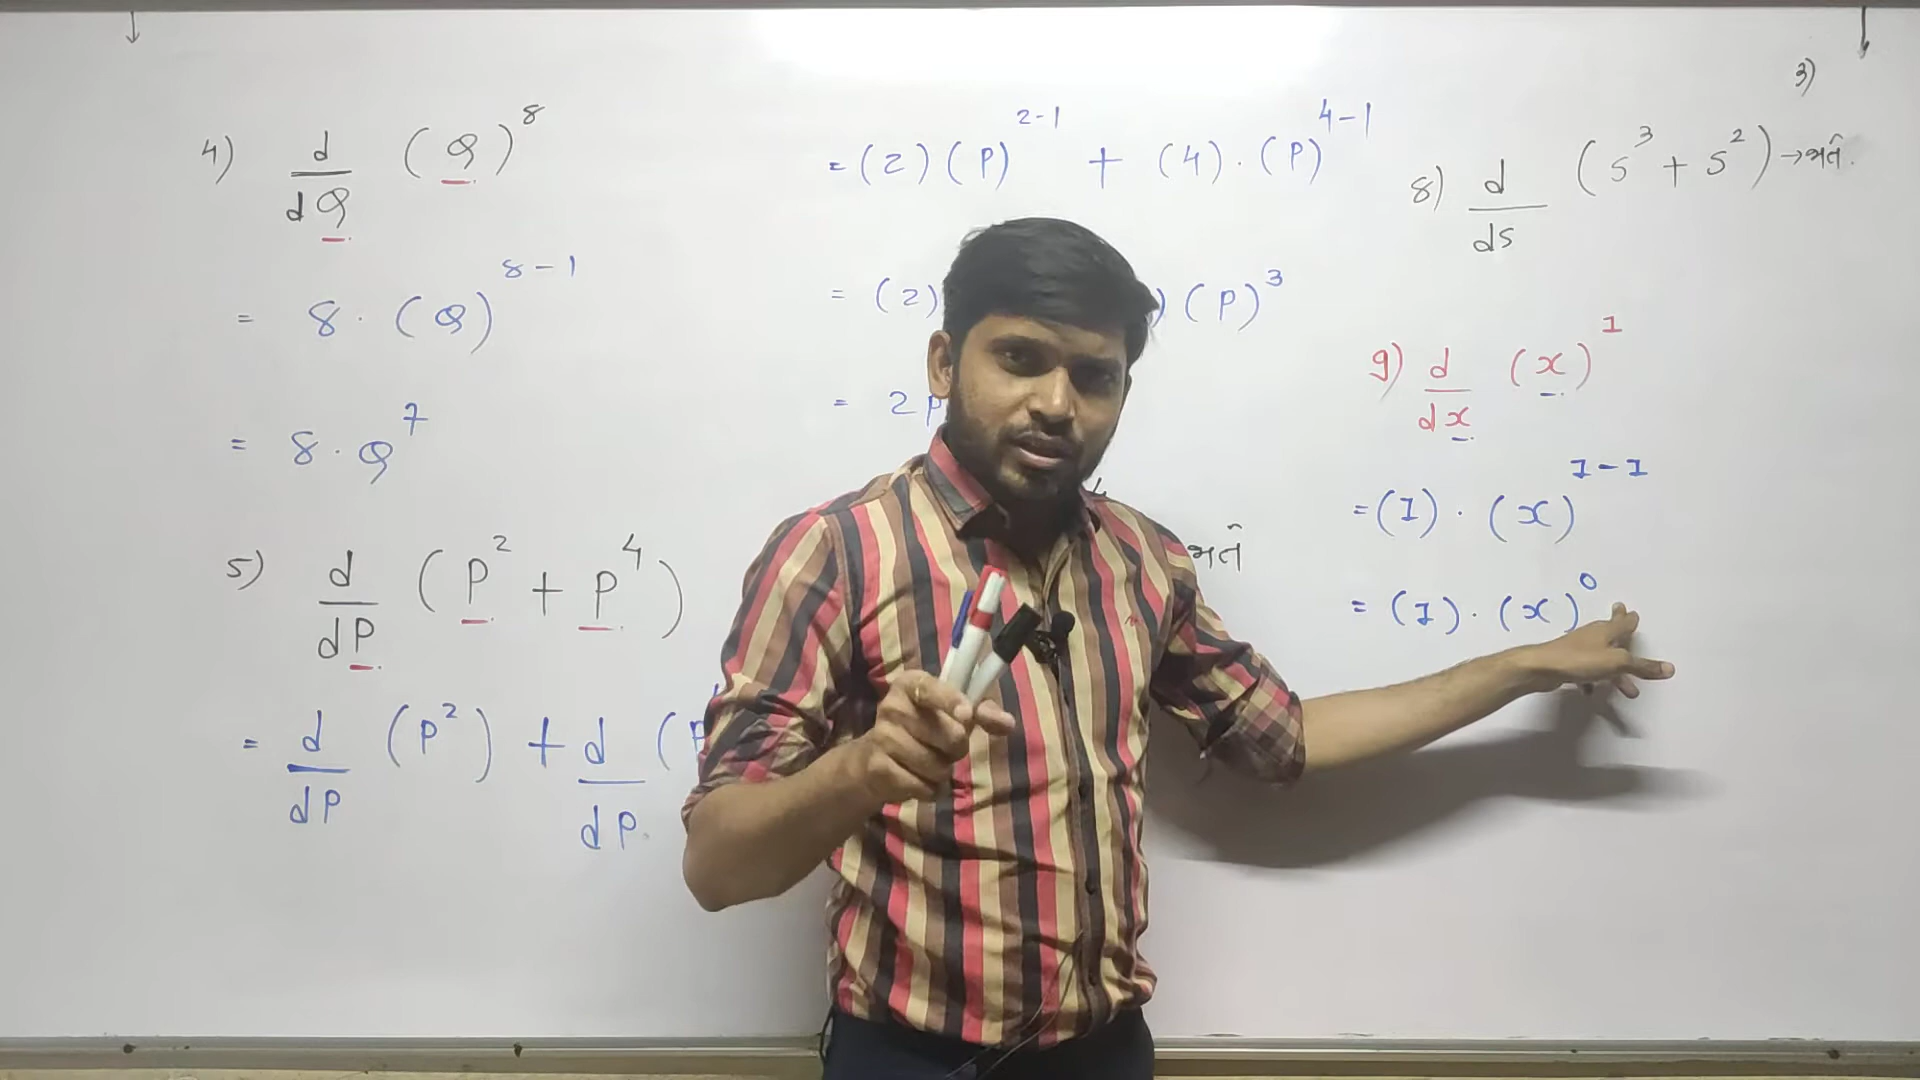 4) d/dQ (Q)^8
= 8 · (Q)^{8-1}
= 8 · Q^7
5) d/dP (P^2 + P^4)
= d/dP (P^2) + d/dP (P
= (2)(P)^{2-1} + (4) · (P)^{4-1}
= (2) ) (P)^3
= 2P
4
3)
8) d/ds (s^3 + s^2) →
9) d/dx (x)^1
= (1) · (x)^{1-1}
= (1) · (x)^0